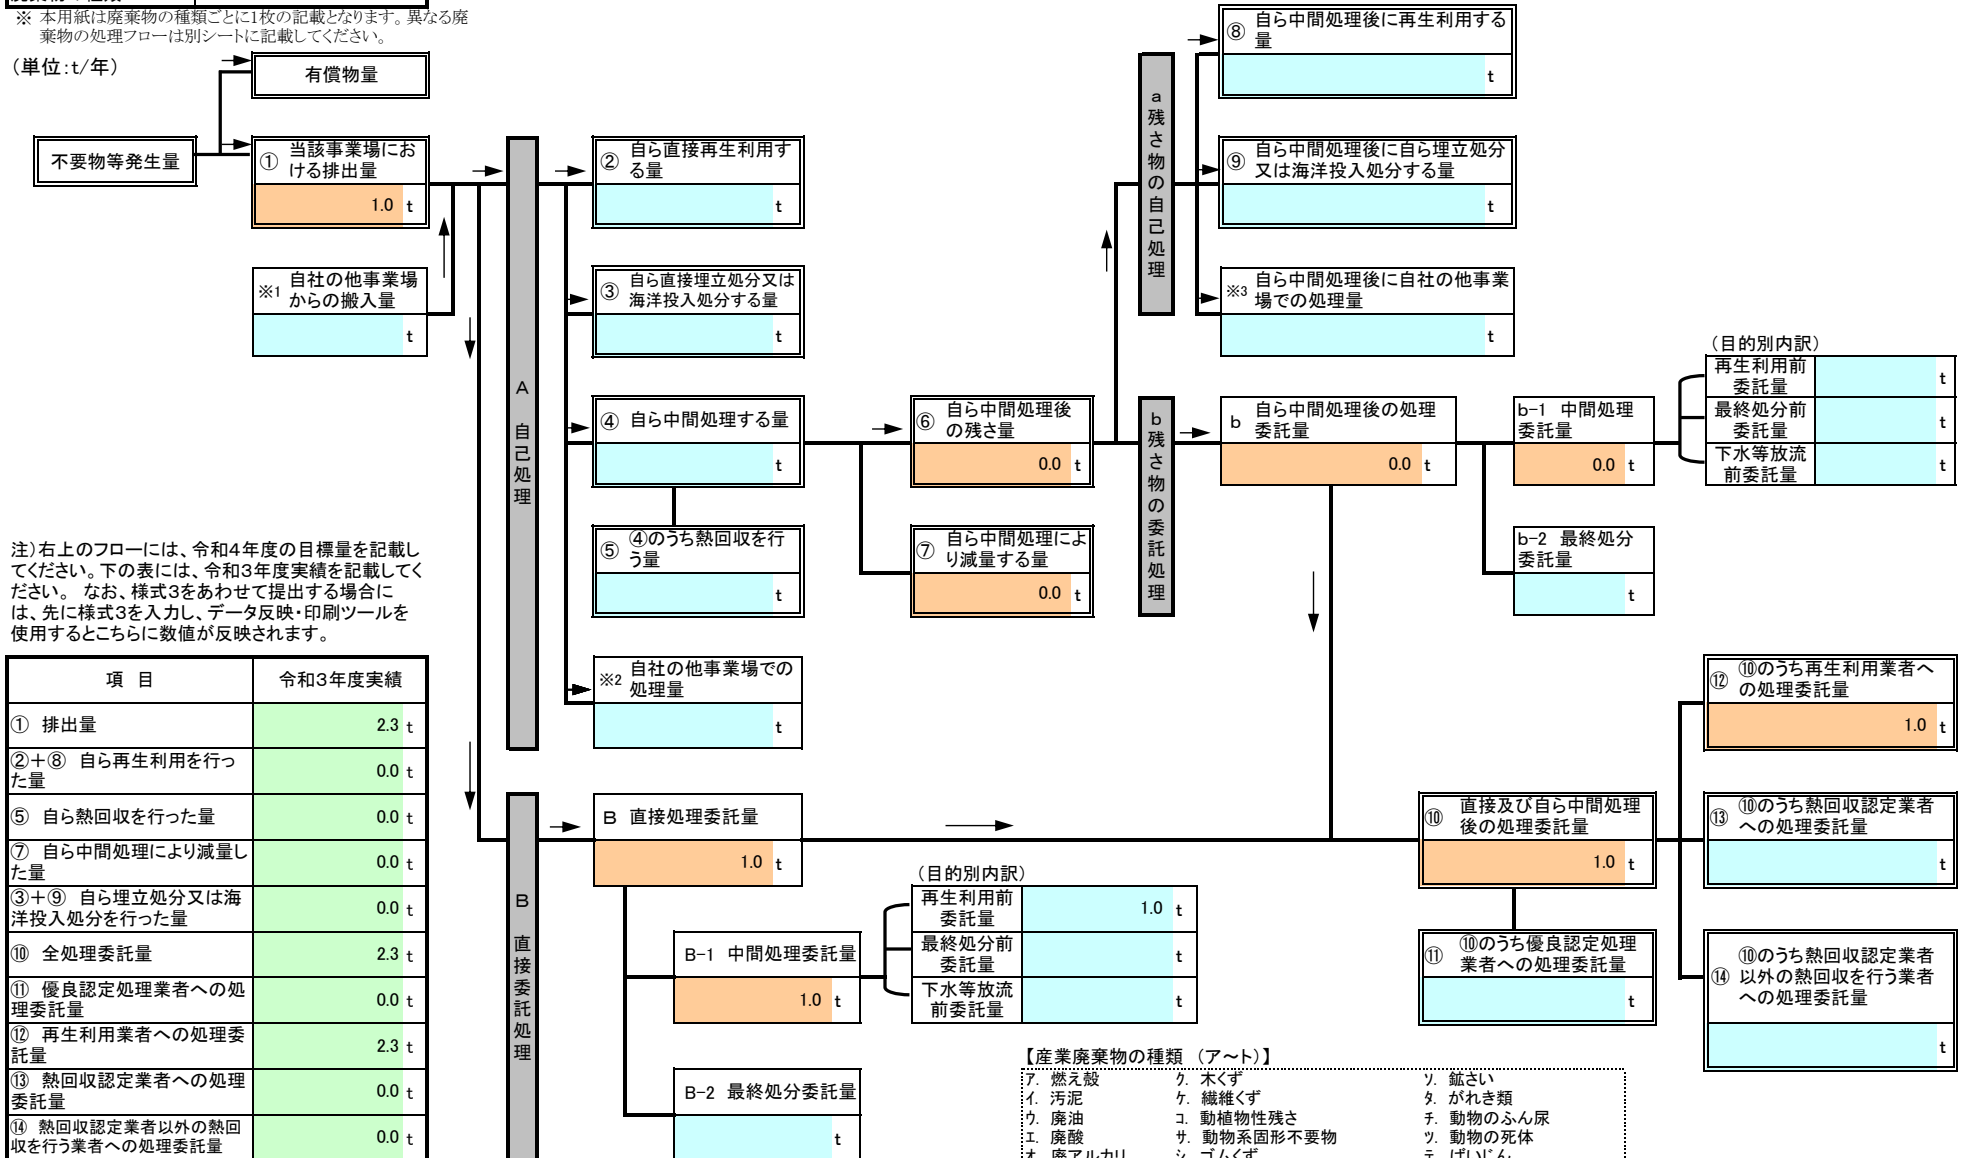 ※ 本用紙は廃棄物の種類ごとに1枚の記載となります。異なる廃
棄物の処理フローは別シートに記載してください。
（単位：t/年）
有償物量
不要物等発生量
① 当該事業場にお
ける排出量
1.0 t
※1 自社の他事業場
からの搬入量
t
A 自己処理
② 自ら直接再生利用す
る量
t
③ 自ら直接埋立処分又は
海洋投入処分する量
t
④ 自ら中間処理する量
t
⑤ ④のうち熱回収を行
う量
t
※2 自社の他事業場での
処理量
t
⑥ 自ら中間処理後
の残さ量
0.0 t
⑦ 自ら中間処理によ
り減量する量
0.0 t
a 残さ物の自己処理
⑧ 自ら中間処理後に再生利用する
量
t
⑨ 自ら中間処理後に自ら埋立処分
又は海洋投入処分する量
t
※3 自ら中間処理後に自社の他事業
場での処理量
t
b 残さ物の委託処理
b 自ら中間処理後の処理
委託量
0.0 t
b-1 中間処理
委託量
0.0 t
（目的別内訳）
再生利用前
委託量
t
最終処分前
委託量
t
下水等放流
前委託量
t
b-2 最終処分
委託量
t
注）右上のフローには、令和４年度の目標量を記載し
てください。下の表には、令和３年度実績を記載してく
ださい。 なお、様式３をあわせて提出する場合に
は、先に様式３を入力し、データ反映・印刷ツールを
使用するとこちらに数値が反映されます。
項 目 令和３年度実績
① 排出量 2.3 t
②＋⑧ 自ら再生利用を行っ
た量 0.0 t
⑤ 自ら熱回収を行った量 0.0 t
⑦ 自ら中間処理により減量し
た量 0.0 t
③＋⑨ 自ら埋立処分又は海
洋投入処分を行った量 0.0 t
⑩ 全処理委託量 2.3 t
⑪ 優良認定処理業者への処
理委託量 0.0 t
⑫ 再生利用業者への処理委
託量 2.3 t
⑬ 熱回収認定業者への処理
委託量 0.0 t
⑭ 熱回収認定業者以外の熱回
収を行う業者への処理委託量 0.0 t
B 直接委託処理
B 直接処理委託量
1.0 t
B-1 中間処理委託量
1.0 t
（目的別内訳）
再生利用前
委託量
1.0 t
最終処分前
委託量
t
下水等放流
前委託量
t
B-2 最終処分委託量
t
⑩ 直接及び自ら中間処理
後の処理委託量
1.0 t
⑪ ⑩のうち優良認定処理
業者への処理委託量
t
⑫ ⑩のうち再生利用業者へ
の処理委託量
1.0 t
⑬ ⑩のうち熱回収認定業者
への処理委託量
t
⑭ ⑩のうち熱回収認定業者
以外の熱回収を行う業者
への処理委託量
t
【産業廃棄物の種類 （ア～ト）】
ア. 燃え殻 ク. 木くず ソ. 鉱さい
イ. 汚泥 ケ. 繊維くず タ. がれき類
ウ. 廃油 コ. 動植物性残さ チ. 動物のふん尿
エ. 廃酸 サ. 動物系固形不要物 ツ. 動物の死体
オ. 廃アルカリ シ. ゴムくず テ. ばいじん